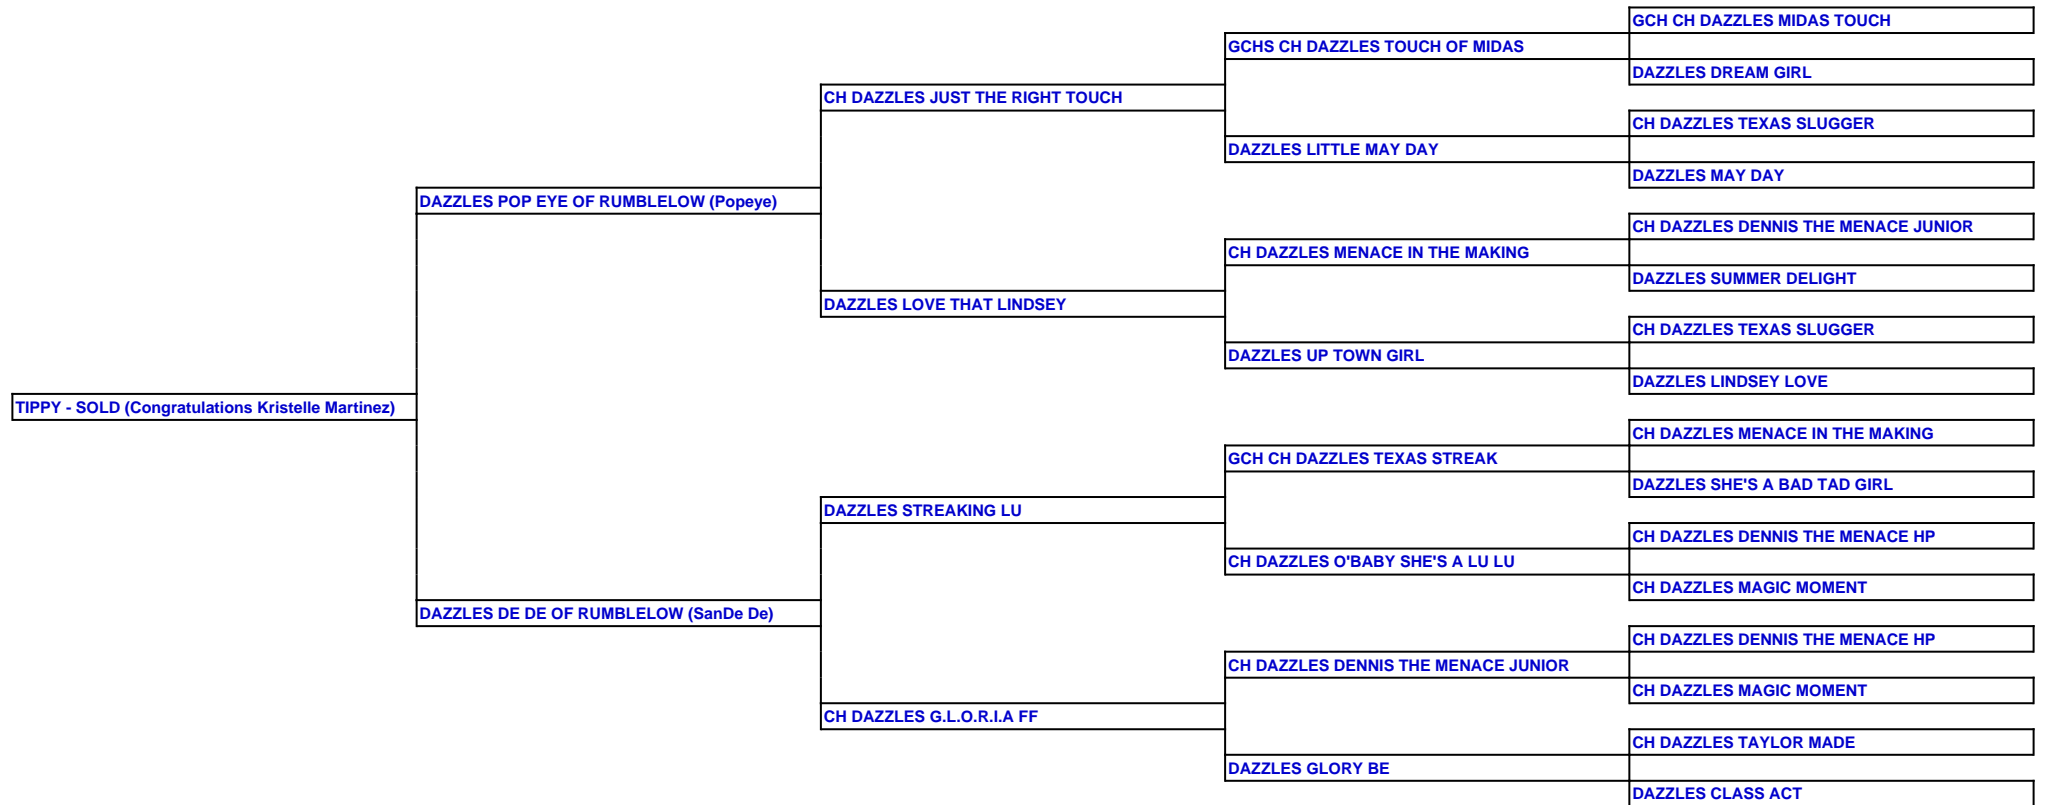 GCH CH DAZZLES MIDAS TOUCH
GCHS CH DAZZLES TOUCH OF MIDAS
DAZZLES DREAM GIRL
CH DAZZLES JUST THE RIGHT TOUCH
CH DAZZLES TEXAS SLUGGER
DAZZLES LITTLE MAY DAY
DAZZLES MAY DAY
DAZZLES POP EYE OF RUMBLELOW (Popeye)
CH DAZZLES DENNIS THE MENACE JUNIOR
CH DAZZLES MENACE IN THE MAKING
DAZZLES SUMMER DELIGHT
DAZZLES LOVE THAT LINDSEY
CH DAZZLES TEXAS SLUGGER
DAZZLES UP TOWN GIRL
DAZZLES LINDSEY LOVE
TIPPY - SOLD (Congratulations Kristelle Martinez)
CH DAZZLES MENACE IN THE MAKING
GCH CH DAZZLES TEXAS STREAK
DAZZLES SHE'S A BAD TAD GIRL
DAZZLES STREAKING LU
CH DAZZLES DENNIS THE MENACE HP
CH DAZZLES O'BABY SHE'S A LU LU
CH DAZZLES MAGIC MOMENT
DAZZLES DE DE OF RUMBLELOW (SanDe De)
CH DAZZLES DENNIS THE MENACE HP
CH DAZZLES DENNIS THE MENACE JUNIOR
CH DAZZLES MAGIC MOMENT
CH DAZZLES G.L.O.R.I.A FF
CH DAZZLES TAYLOR MADE
DAZZLES GLORY BE
DAZZLES CLASS ACT